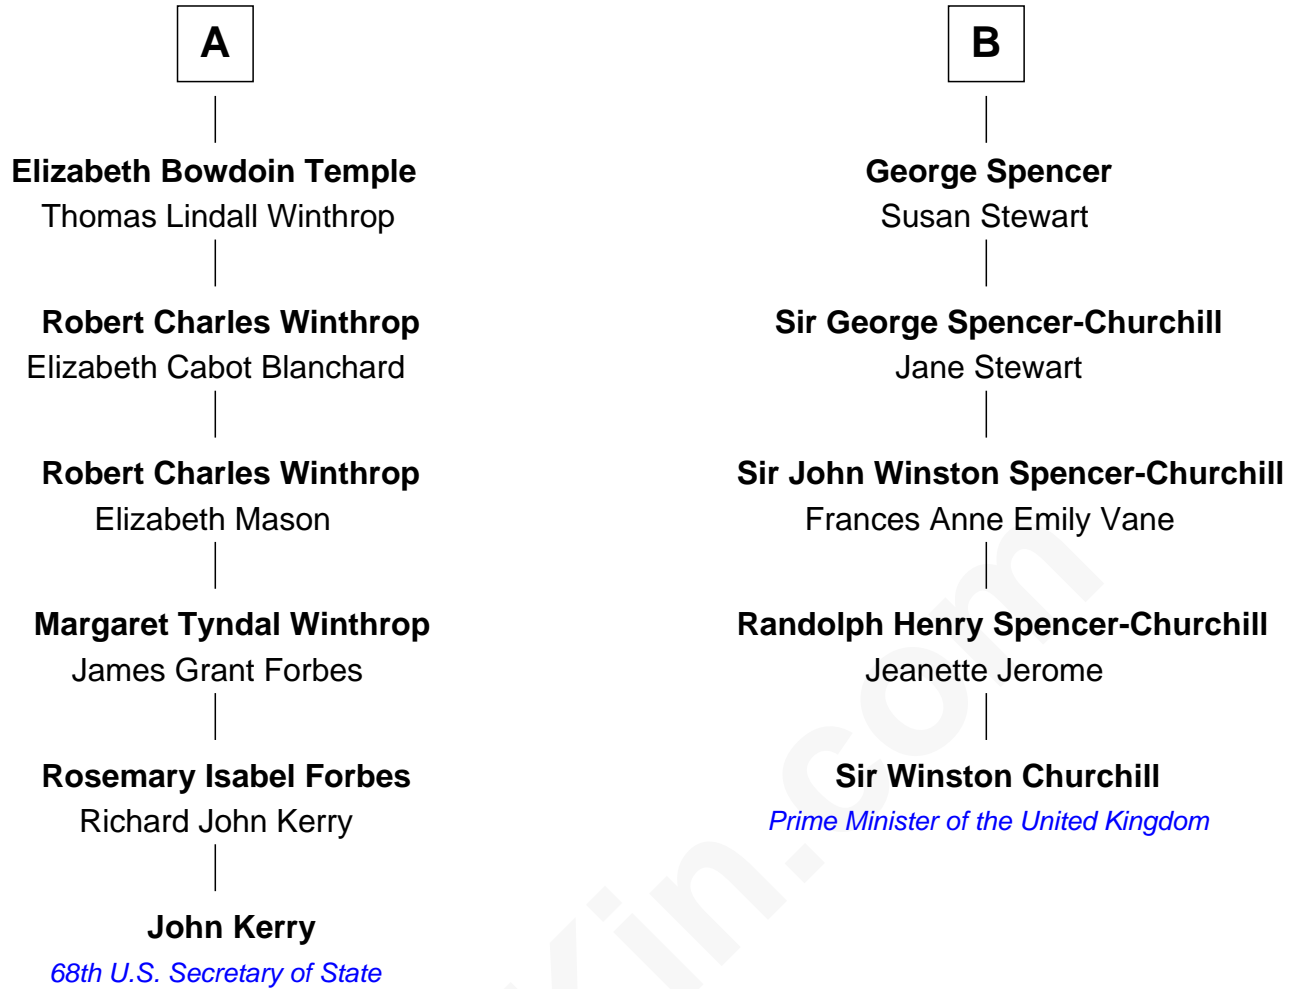 A
Elizabeth Bowdoin Temple
Thomas Lindall Winthrop
Robert Charles Winthrop
Elizabeth Cabot Blanchard
Robert Charles Winthrop
Elizabeth Mason
Margaret Tyndal Winthrop
James Grant Forbes
Rosemary Isabel Forbes
Richard John Kerry
John Kerry
68th U.S. Secretary of State
B
George Spencer
Susan Stewart
Sir George Spencer-Churchill
Jane Stewart
Sir John Winston Spencer-Churchill
Frances Anne Emily Vane
Randolph Henry Spencer-Churchill
Jeanette Jerome
Sir Winston Churchill
Prime Minister of the United Kingdom
Kin.com